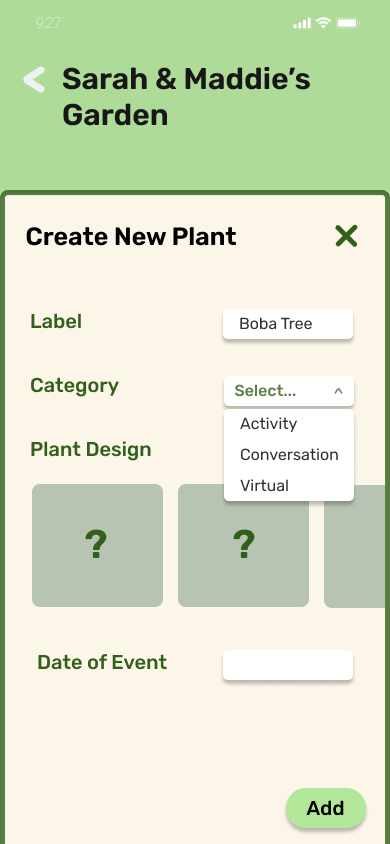 9:27
Sarah & Maddie’s
Garden
Create New Plant
Label
Boba Tree
Category
Select...
Activity
Conversation
Virtual
Plant Design
?
?
Date of Event
Add